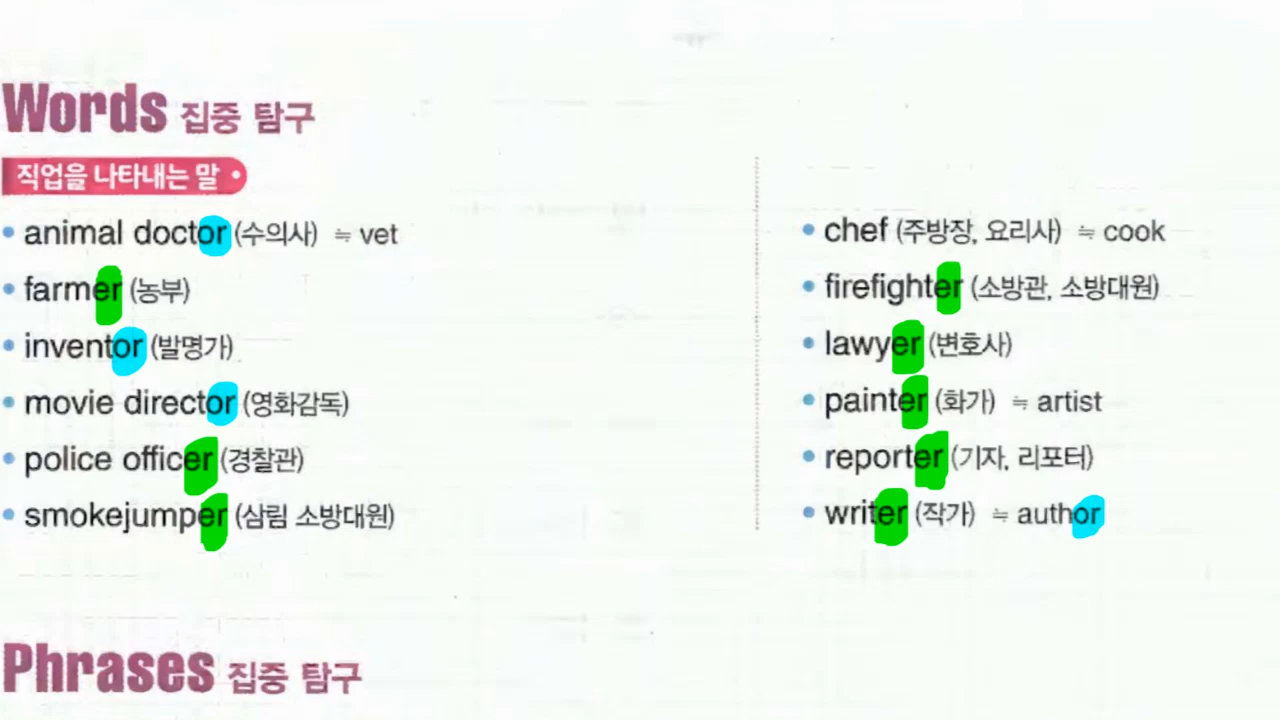 Words 집중 탐구
직업을 나타내는 말
• animal doctor (수의사) ≒ vet
• farmer (농부)
• inventor (발명가)
• movie director (영화감독)
• police officer (경찰관)
• smokejumper (삼림 소방대원)
• chef (주방장, 요리사) ≒ cook
• firefighter (소방관, 소방대원)
• lawyer (변호사)
• painter (화가) ≒ artist
• reporter (기자, 리포터)
• writer (작가) ≒ author
Phrases 집중 탐구